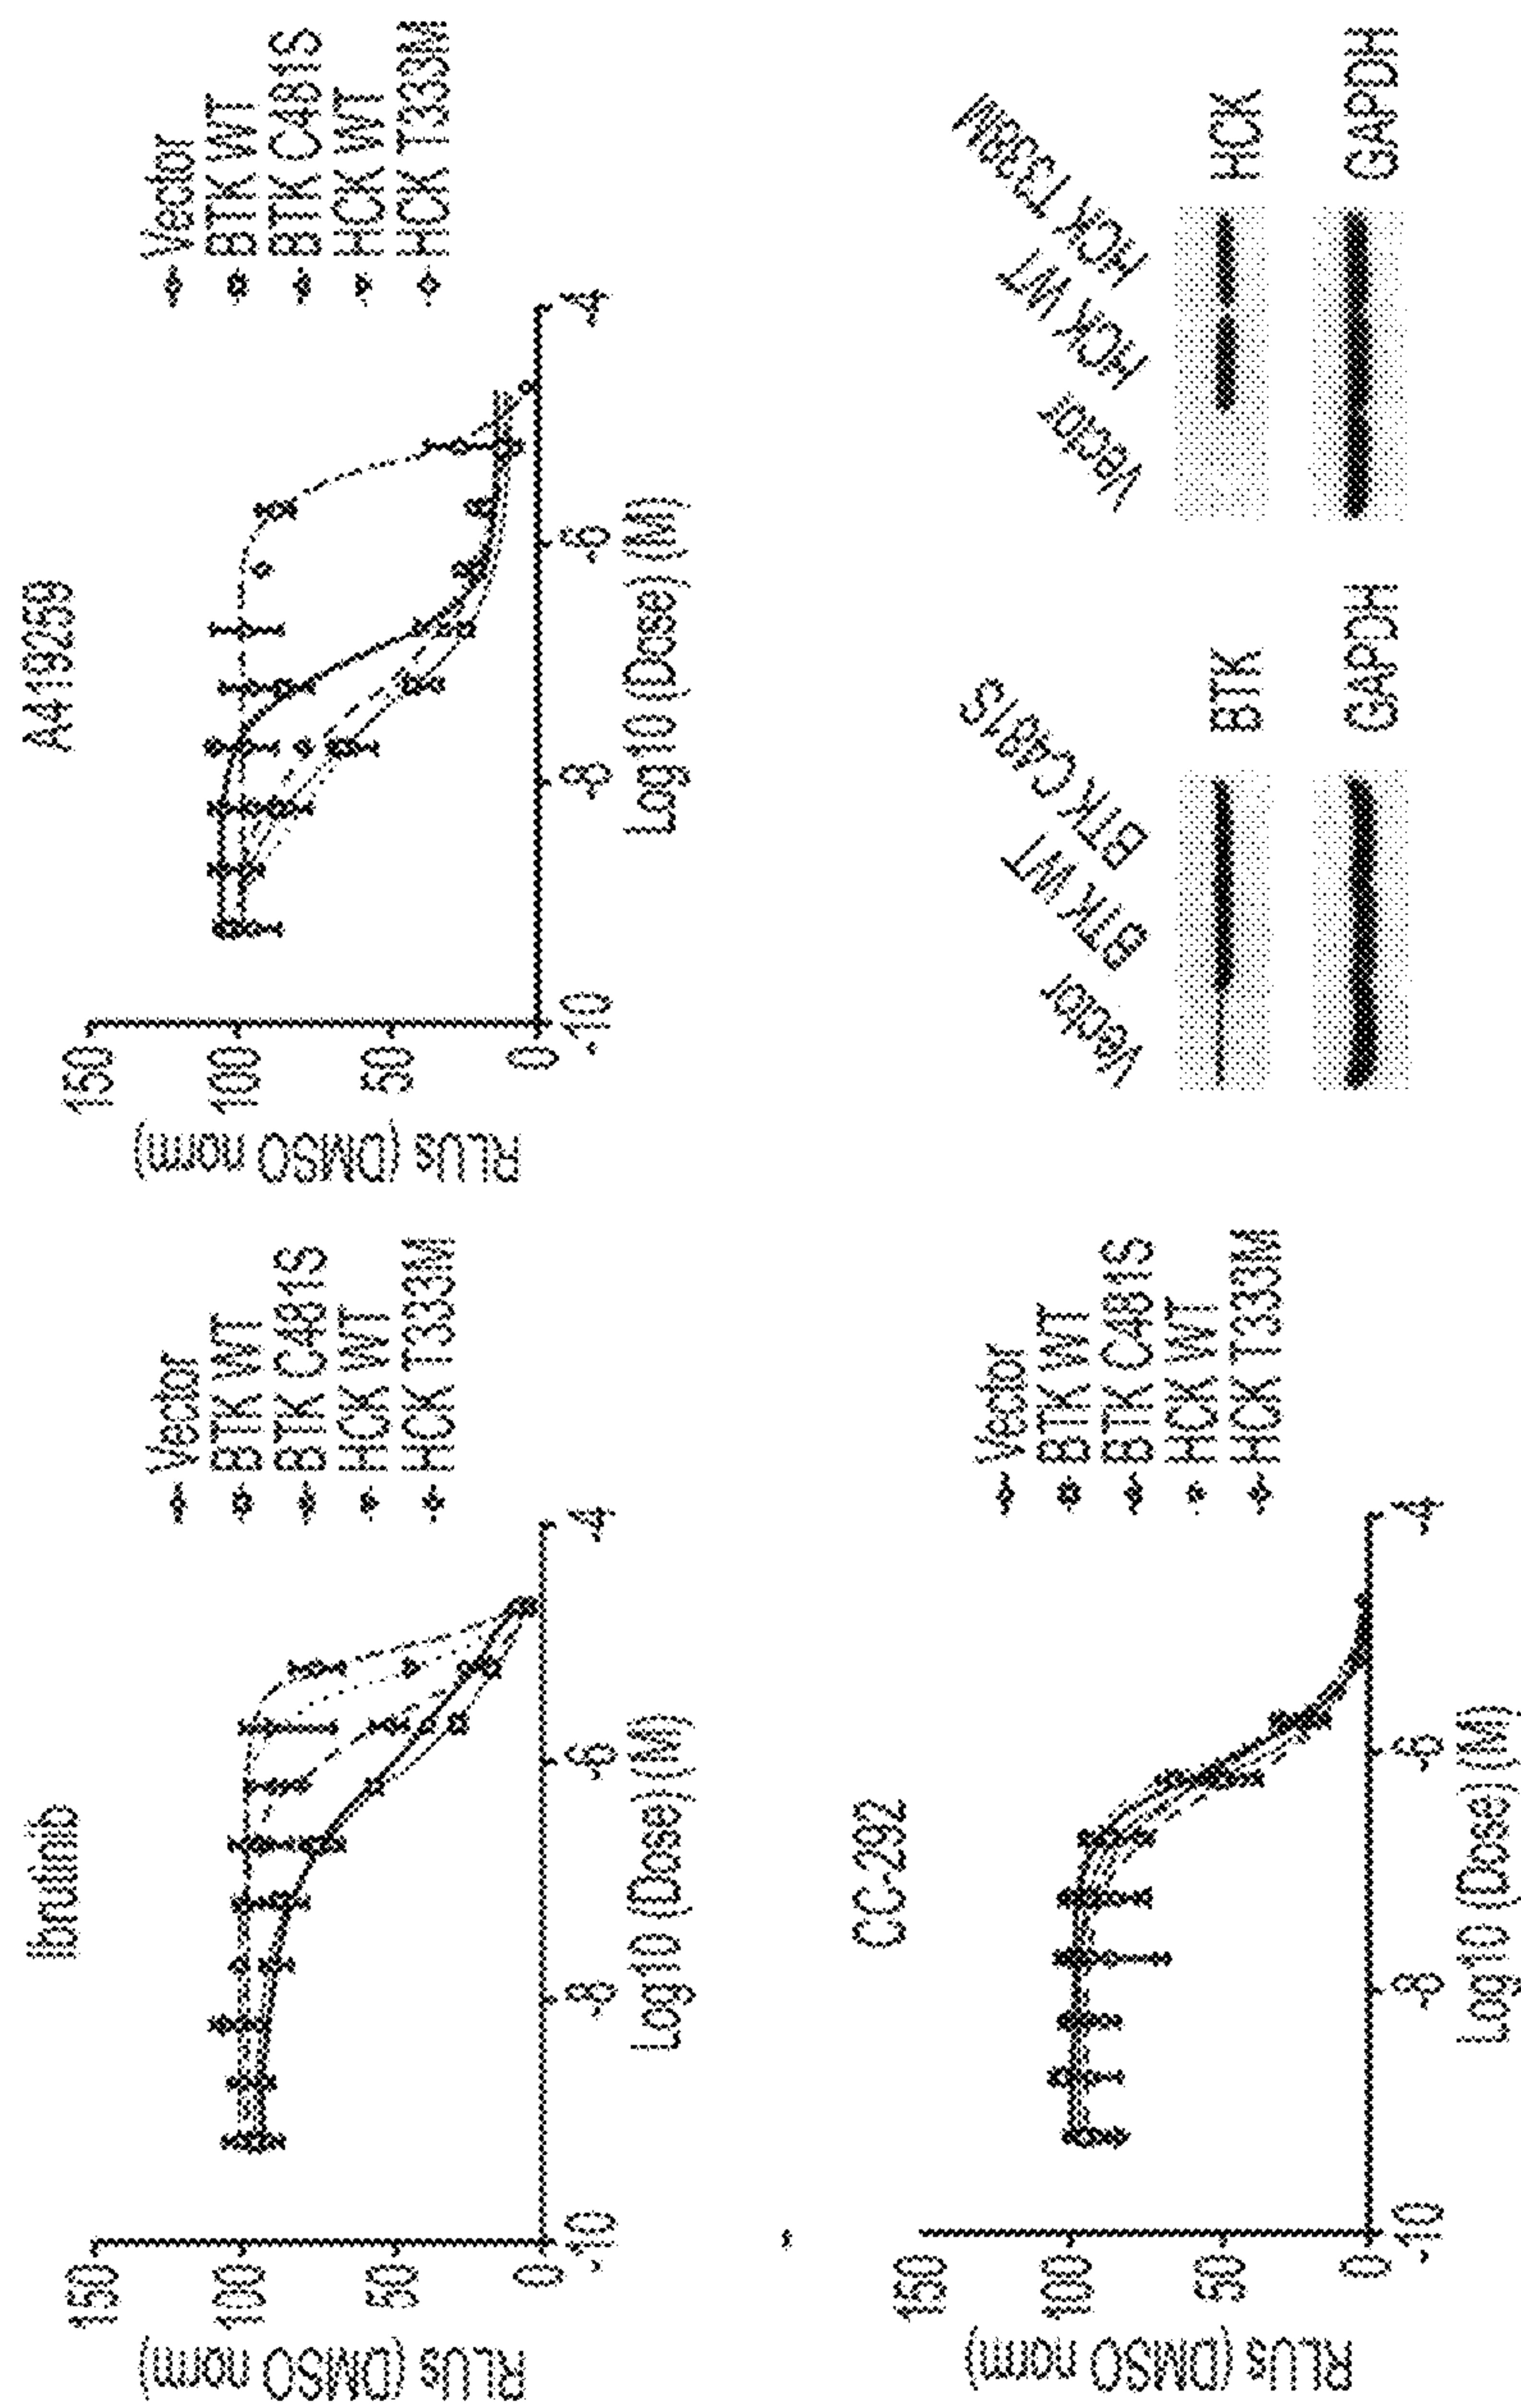 Ibrutinib
RLUs (DMSO norm)
150
100
50
0
-10
-8
-6
-4
Log10 (Dose) (M)
Vector
BTK WT
BTK C481S
HCK WT
HCK T333M
A419259
RLUs (DMSO norm)
150
100
50
0
-10
-8
-6
-4
Log10 (Dose) (M)
Vector
BTK WT
BTK C481S
HCK WT
HCK T333M
CC-292
RLUs (DMSO norm)
150
100
50
0
-10
-8
-6
-4
Log10 (Dose) (M)
Vector
BTK WT
BTK C481S
HCK WT
HCK T333M
Vector
BTK WT
BTK C481S
BTK
GAPDH
Vector
HCK WT
HCK T338M
HCK
GAPDH